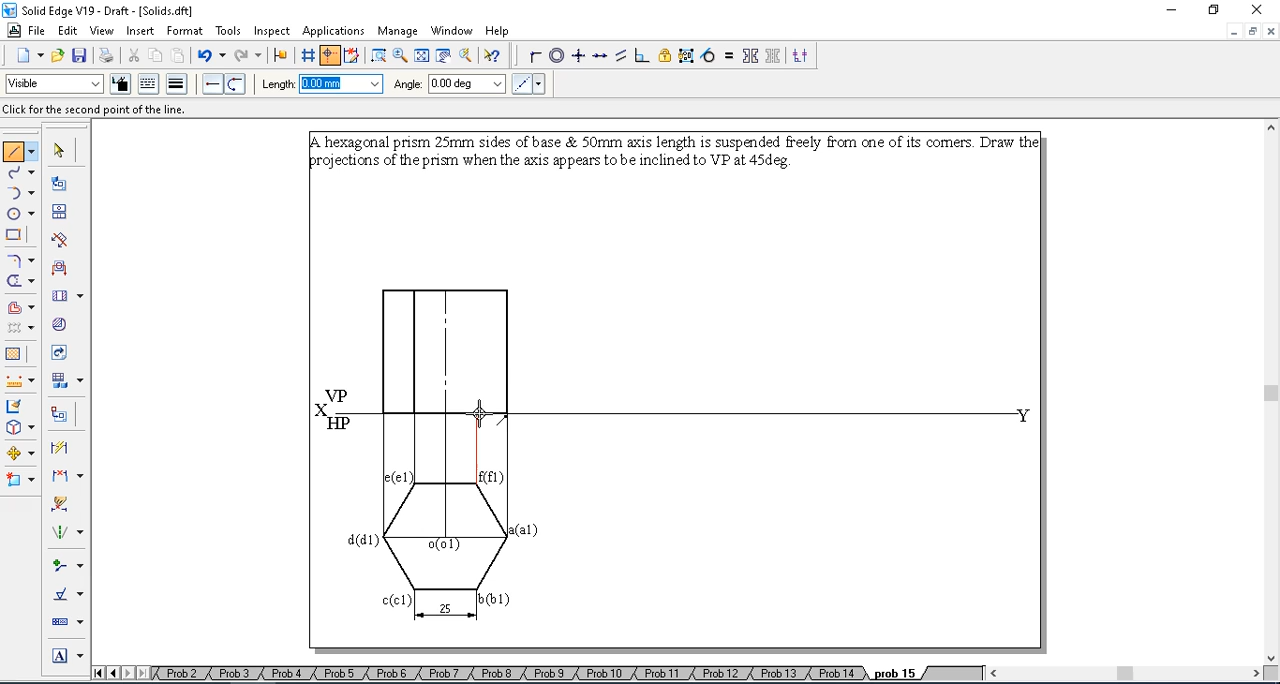 Solid Edge V19 - Draft - [Solids.dft]
File Edit View Insert Format Tools Inspect Applications Manage Window Help
Visible Length: 0.00 mm Angle: 0.00 deg
Click for the second point of the line.
A hexagonal prism 25mm sides of base & 50mm axis length is suspended freely from one of its corners. Draw the
projections of the prism when the axis appears to be inclined to VP at 45deg.
VP
X Y
HP
e(e1) f(f1)
a(a1)
d(d1) o(o1)
c(c1) b(b1)
25
A
Prob 2 Prob 3 Prob 4 Prob 5 Prob 6 Prob 7 Prob 8 Prob 9 Prob 10 Prob 11 Prob 12 Prob 13 Prob 14 prob 15